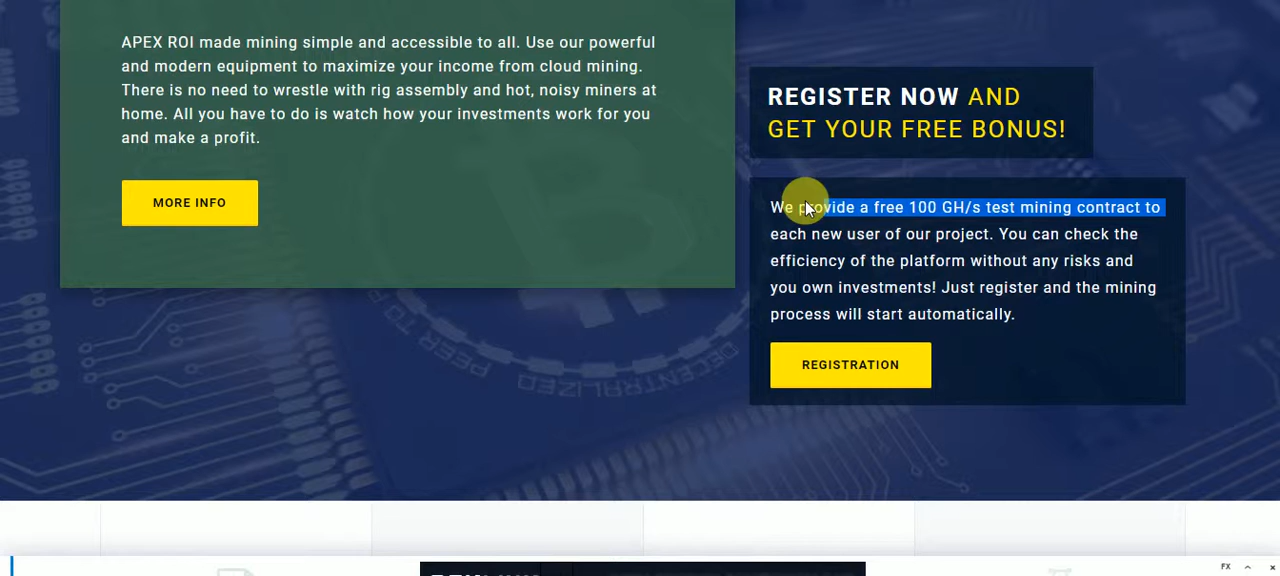 APEX ROI made mining simple and accessible to all. Use our powerful
and modern equipment to maximize your income from cloud mining.
There is no need to wrestle with rig assembly and hot, noisy miners at
home. All you have to do is watch how your investments work for you
and make a profit.
MORE INFO
REGISTER NOW AND
GET YOUR FREE BONUS!
We provide a free 100 GH/s test mining contract to
each new user of our project. You can check the
efficiency of the platform without any risks and
you own investments! Just register and the mining
process will start automatically.
REGISTRATION
DECENTRALIZED
PEER TO
FX